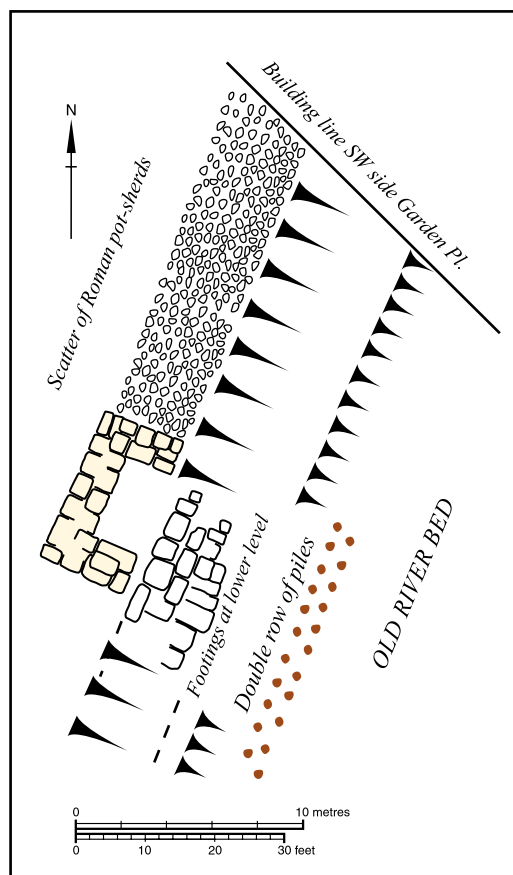 Building line SW side Garden Pl.
N
Scatter of Roman pot-sherds
Footings at lower level
Double row of piles
OLD RIVER BED
0 10 metres
0 10 20 30 feet